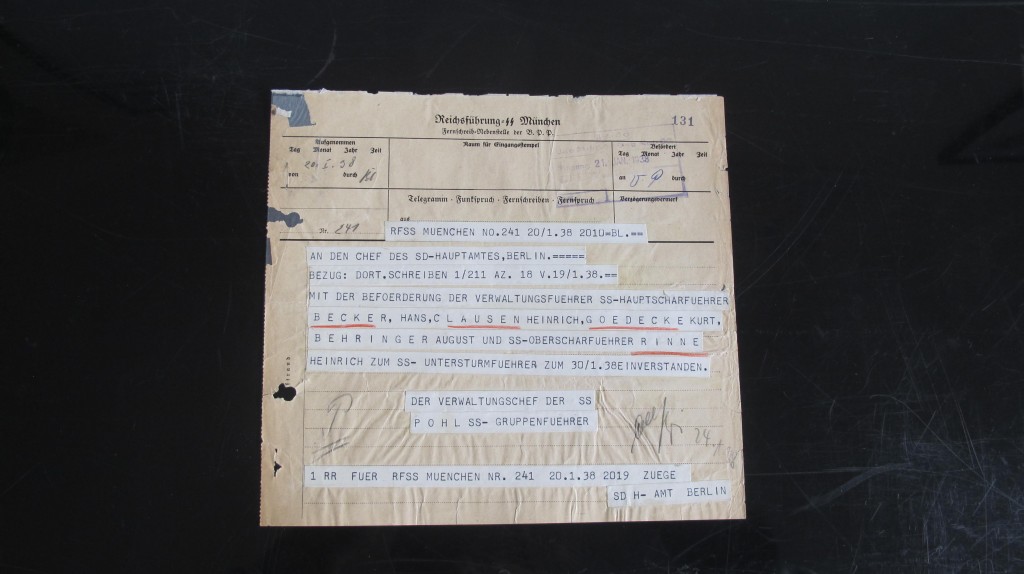 Reichsführung-SS München
131
Fernschreib-Nebenstelle der B. P. P.
Aufgenommen
Tag Monat Jahr Zeit
von durch
Raum für Eingangsstempel
Befördert
Tag Monat Jahr Zeit
an durch
Telegramm · Funkspruch · Fernschreiben · Fernspruch
Verzögerungsvermerk
aus
Nr. 241
RFSS MUENCHEN NO.241 20/1.38 2010=BL.==
AN DEN CHEF DES SD-HAUPTAMTES,BERLIN.=====
BEZUG: DORT.SCHREIBEN 1/211 AZ. 18 V.19/1.38.==
MIT DER BEFOERDERUNG DER VERWALTUNGSFUEHRER SS-HAUPTSCHARFUEHRER
B E C K E R, HANS,C L A U S E N HEINRICH,G O E D E C K E KURT,
B E H R I N G E R AUGUST UND SS-OBERSCHARFUEHRER R I N N E
HEINRICH ZUM SS- UNTERSTURMFUEHRER ZUM 30/1.38EINVERSTANDEN.
DER VERWALTUNGSCHEF DER SS
P O H L SS- GRUPPENFUEHRER
24.
1 RR FUER RFSS MUENCHEN NR. 241 20.1.38 2019 ZUEGE
SD H- AMT BERLIN